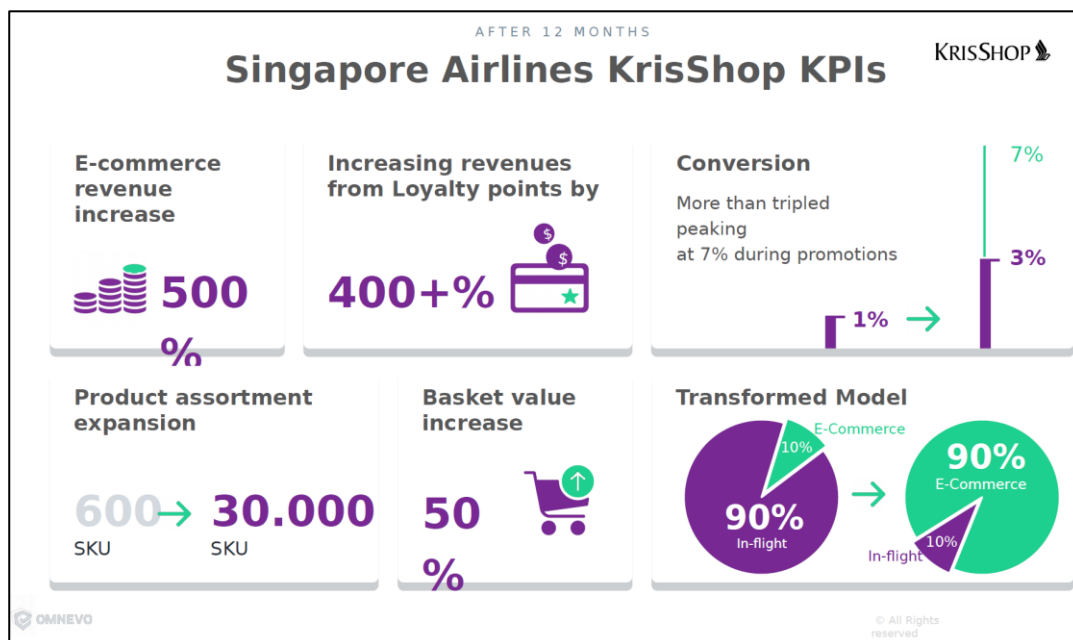 AFTER 12 MONTHS
Singapore Airlines KrisShop KPIs
KRISSHOP
E-commerce
revenue
increase
500
%
Increasing revenues
from Loyalty points by
400+%
$
$
Conversion
More than tripled
peaking
at 7% during promotions
7%
3%
1%
Product assortment
expansion
600
SKU
30.000
SKU
Basket value
increase
50
%
Transformed Model
E-Commerce
10%
90%
In-flight
90%
E-Commerce
10%
In-flight
OMNEVO
© All Rights
reserved